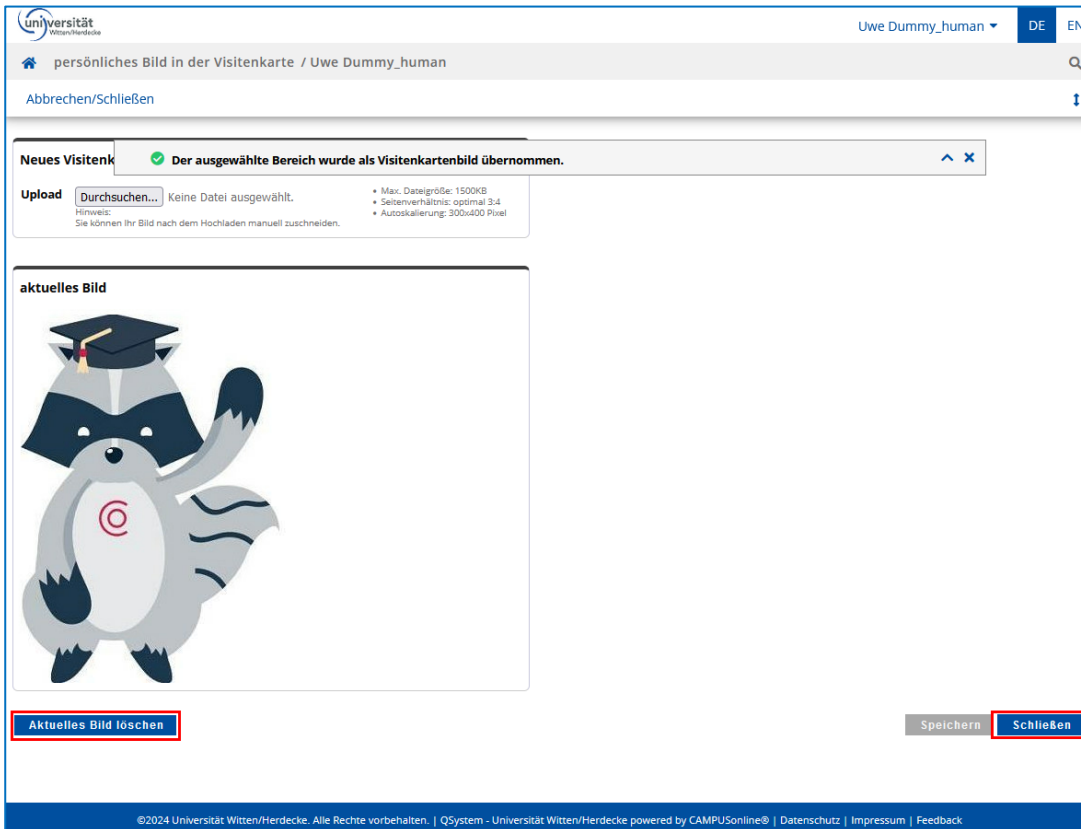 universität
Witten/Herdecke
Uwe Dummy_human
DE
EN
persönliches Bild in der Visitenkarte / Uwe Dummy_human
Abbrechen/Schließen
Neues Visitenk
Der ausgewählte Bereich wurde als Visitenkartenbild übernommen.
Upload
Durchsuchen... Keine Datei ausgewählt.
Hinweis:
Sie können Ihr Bild nach dem Hochladen manuell zuschneiden.
• Max. Dateigröße: 1500KB
• Seitenverhältnis: optimal 3:4
• Autoskalierung: 300x400 Pixel
aktuelles Bild
Aktuelles Bild löschen
Speichern
Schließen
©2024 Universität Witten/Herdecke. Alle Rechte vorbehalten. | QSystem - Universität Witten/Herdecke powered by CAMPUSonline® | Datenschutz | Impressum | Feedback